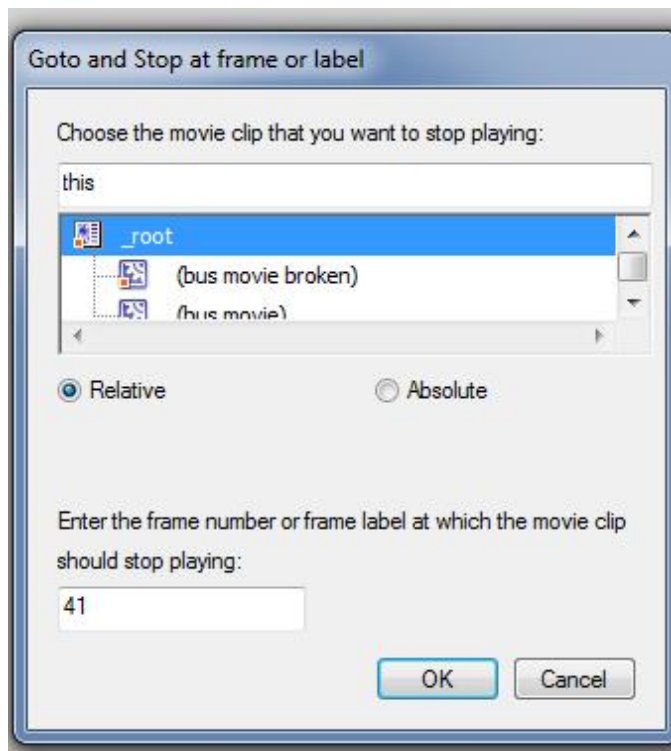 Goto and Stop at frame or label
Choose the movie clip that you want to stop playing:
this
_root
(bus movie broken)
(bus movie)
Relative
Absolute
Enter the frame number or frame label at which the movie clip
should stop playing:
41
OK
Cancel